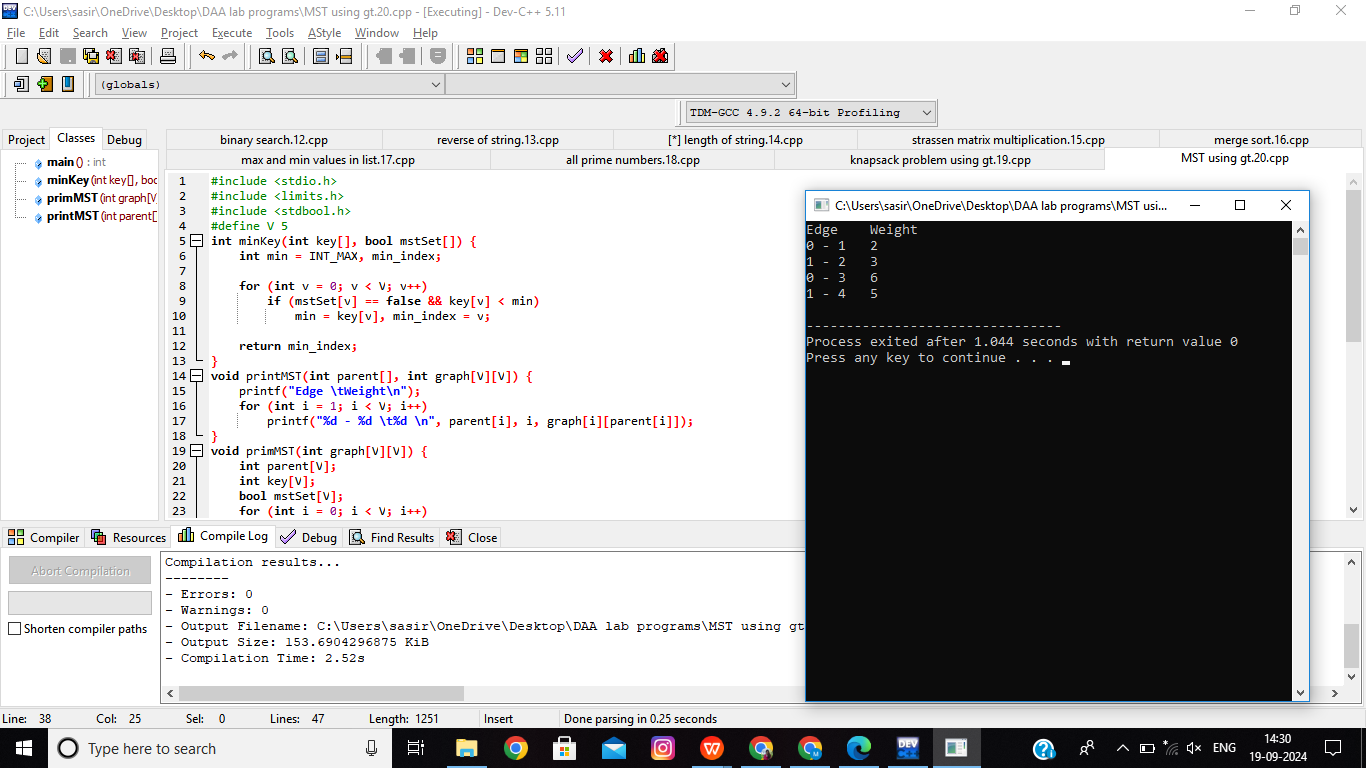 C:\Users\sasir\OneDrive\Desktop\DAA lab programs\MST using gt.20.cpp - [Executing] - Dev-C++ 5.11
File Edit Search View Project Execute Tools AStyle Window Help
(globals)
TDM-GCC 4.9.2 64-bit Profiling
Project Classes Debug
binary search.12.cpp reverse of string.13.cpp [*] length of string.14.cpp strassen matrix multiplication.15.cpp merge sort.16.cpp
max and min values in list.17.cpp all prime numbers.18.cpp knapsack problem using gt.19.cpp MST using gt.20.cpp
main () : int
minKey (int key[], boo
primMST (int graph[V
printMST (int parent[]
1 #include <stdio.h>
2 #include <limits.h>
3 #include <stdbool.h>
4 #define V 5
5 int minKey(int key[], bool mstSet[]) {
6 int min = INT_MAX, min_index;
7
8 for (int v = 0; v < V; v++)
9 if (mstSet[v] == false && key[v] < min)
10 min = key[v], min_index = v;
11
12 return min_index;
13 }
14 void printMST(int parent[], int graph[V][V]) {
15 printf("Edge \tWeight\n");
16 for (int i = 1; i < V; i++)
17 printf("%d - %d \t%d \n", parent[i], i, graph[i][parent[i]]);
18 }
19 void primMST(int graph[V][V]) {
20 int parent[V];
21 int key[V];
22 bool mstSet[V];
23 for (int i = 0; i < V; i++)
C:\Users\sasir\OneDrive\Desktop\DAA lab programs\MST usi...
Edge Weight
0 - 1 2
1 - 2 3
0 - 3 6
1 - 4 5
--------------------------------
Process exited after 1.044 seconds with return value 0
Press any key to continue . . .
Compiler Resources Compile Log Debug Find Results Close
Abort Compilation
Shorten compiler paths
Compilation results...
--------
- Errors: 0
- Warnings: 0
- Output Filename: C:\Users\sasir\OneDrive\Desktop\DAA lab programs\MST using gt
- Output Size: 153.6904296875 KiB
- Compilation Time: 2.52s
Line: 38 Col: 25 Sel: 0 Lines: 47 Length: 1251 Insert Done parsing in 0.25 seconds
Type here to search
DEV
ENG
14:30
19-09-2024